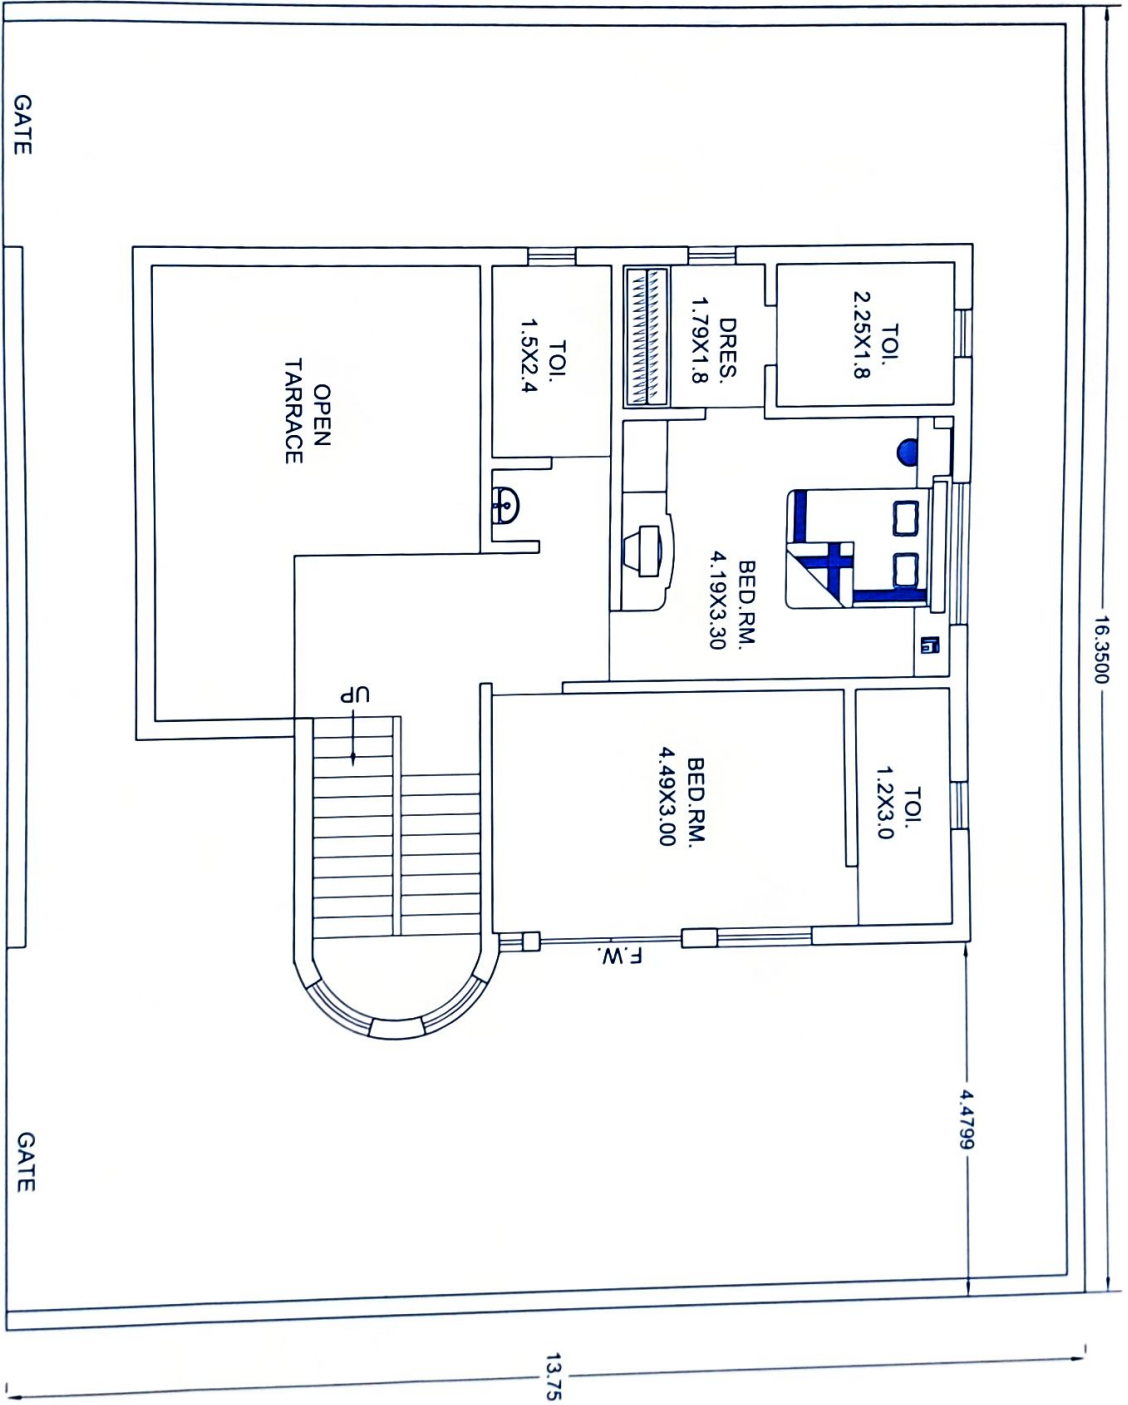 16.3500
TOI.
2.25X1.8
DRES.
1.79X1.8
TOI.
1.5X2.4
OPEN
TARRACE
GATE
BED.RM.
4.19X3.30
UP
BED.RM.
4.49X3.00
TOI.
1.2X3.0
F.W.
4.4799
GATE
13.75